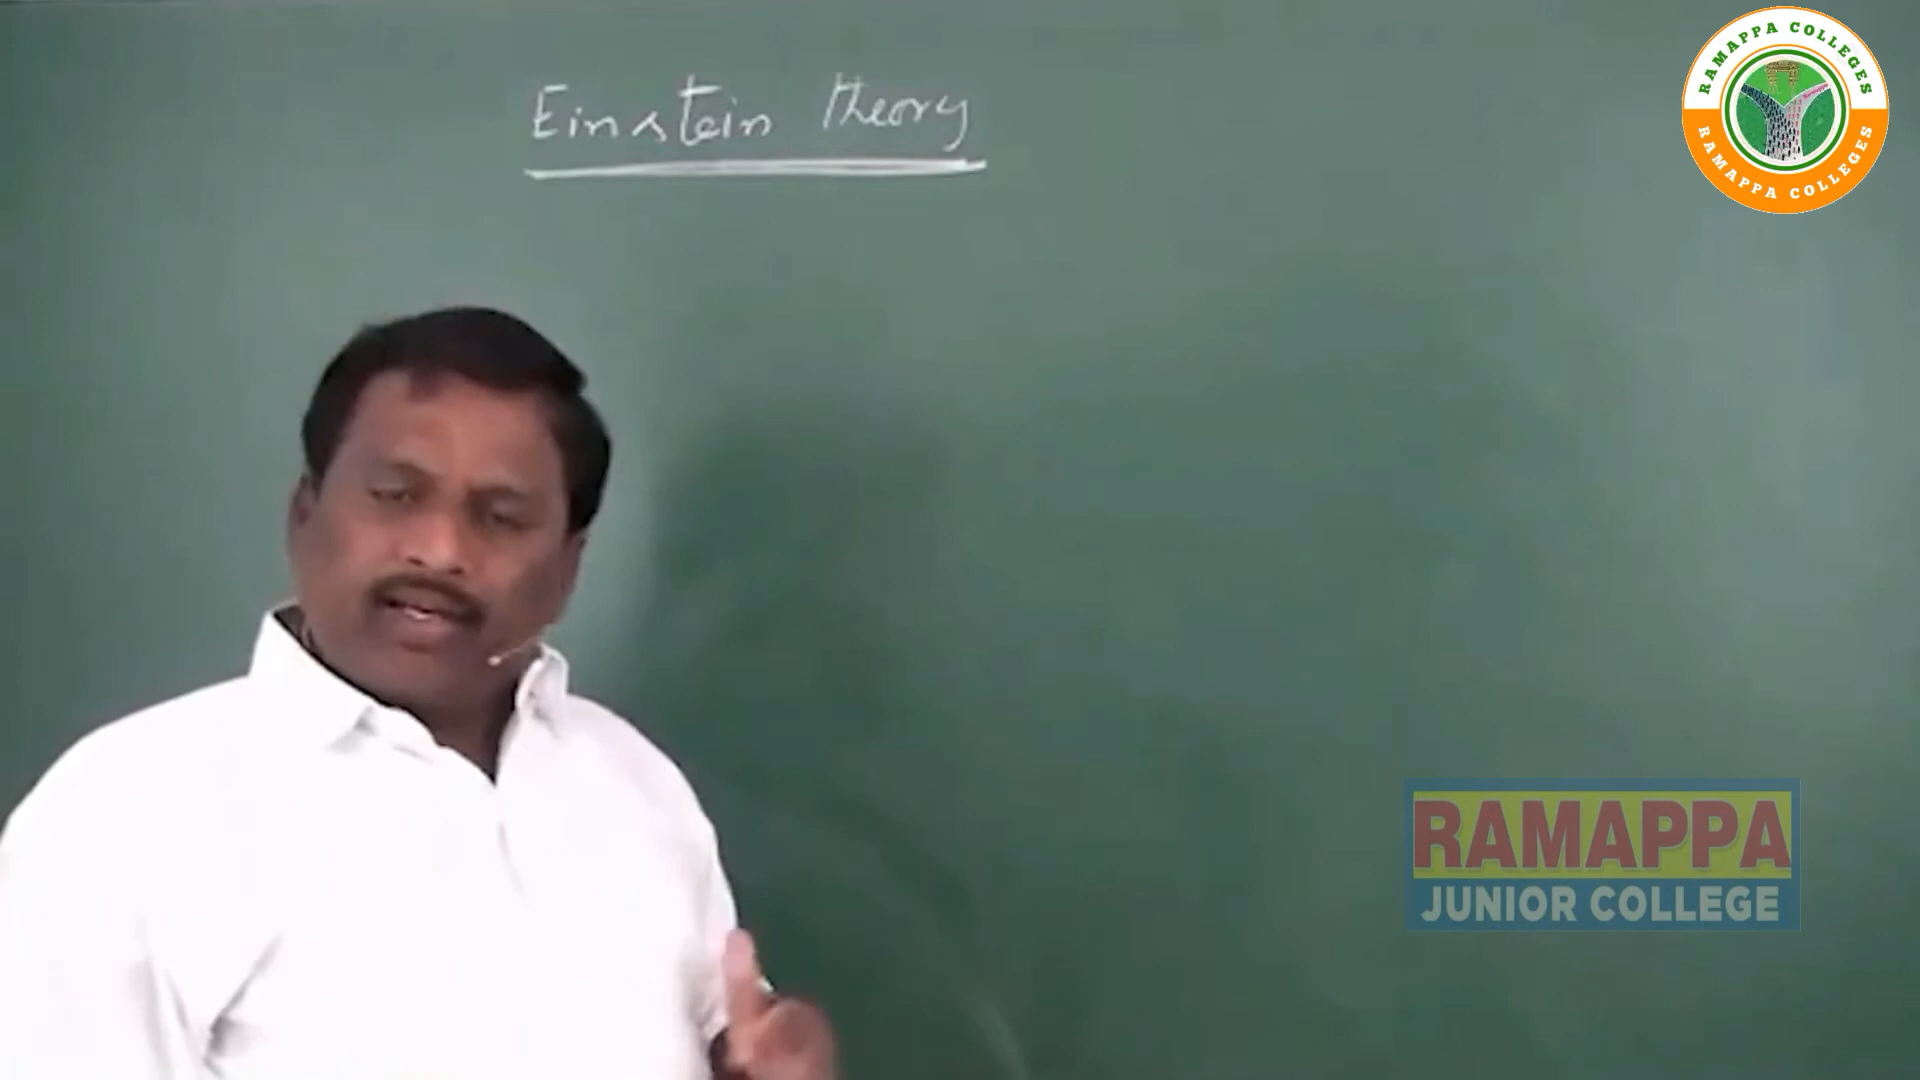 Einstein theory
RAMAPPA COLLEGES
RAMAPPA COLLEGES
RAMAPPA
JUNIOR COLLEGE